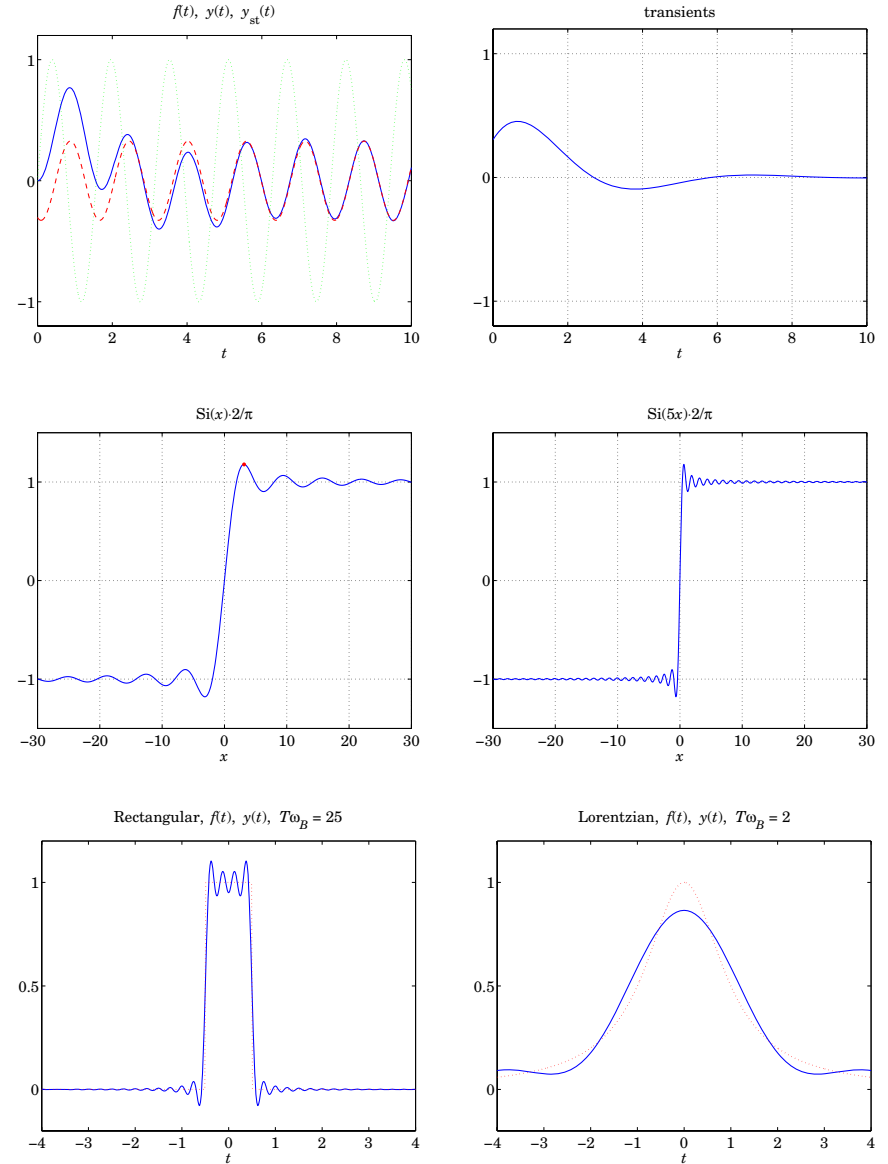 f(t), y(t), y_st(t)
1
0
−1
0 2 4 6 8 10
t
transients
1
0
−1
0 2 4 6 8 10
t
Si(x)·2/π
1
0
−1
−30 −20 −10 0 10 20 30
x
Si(5x)·2/π
1
0
−1
−30 −20 −10 0 10 20 30
x
Rectangular, f(t), y(t), Tω_B = 25
1
0.5
0
−4 −3 −2 −1 0 1 2 3 4
t
Lorentzian, f(t), y(t), Tω_B = 2
1
0.5
0
−4 −3 −2 −1 0 1 2 3 4
t